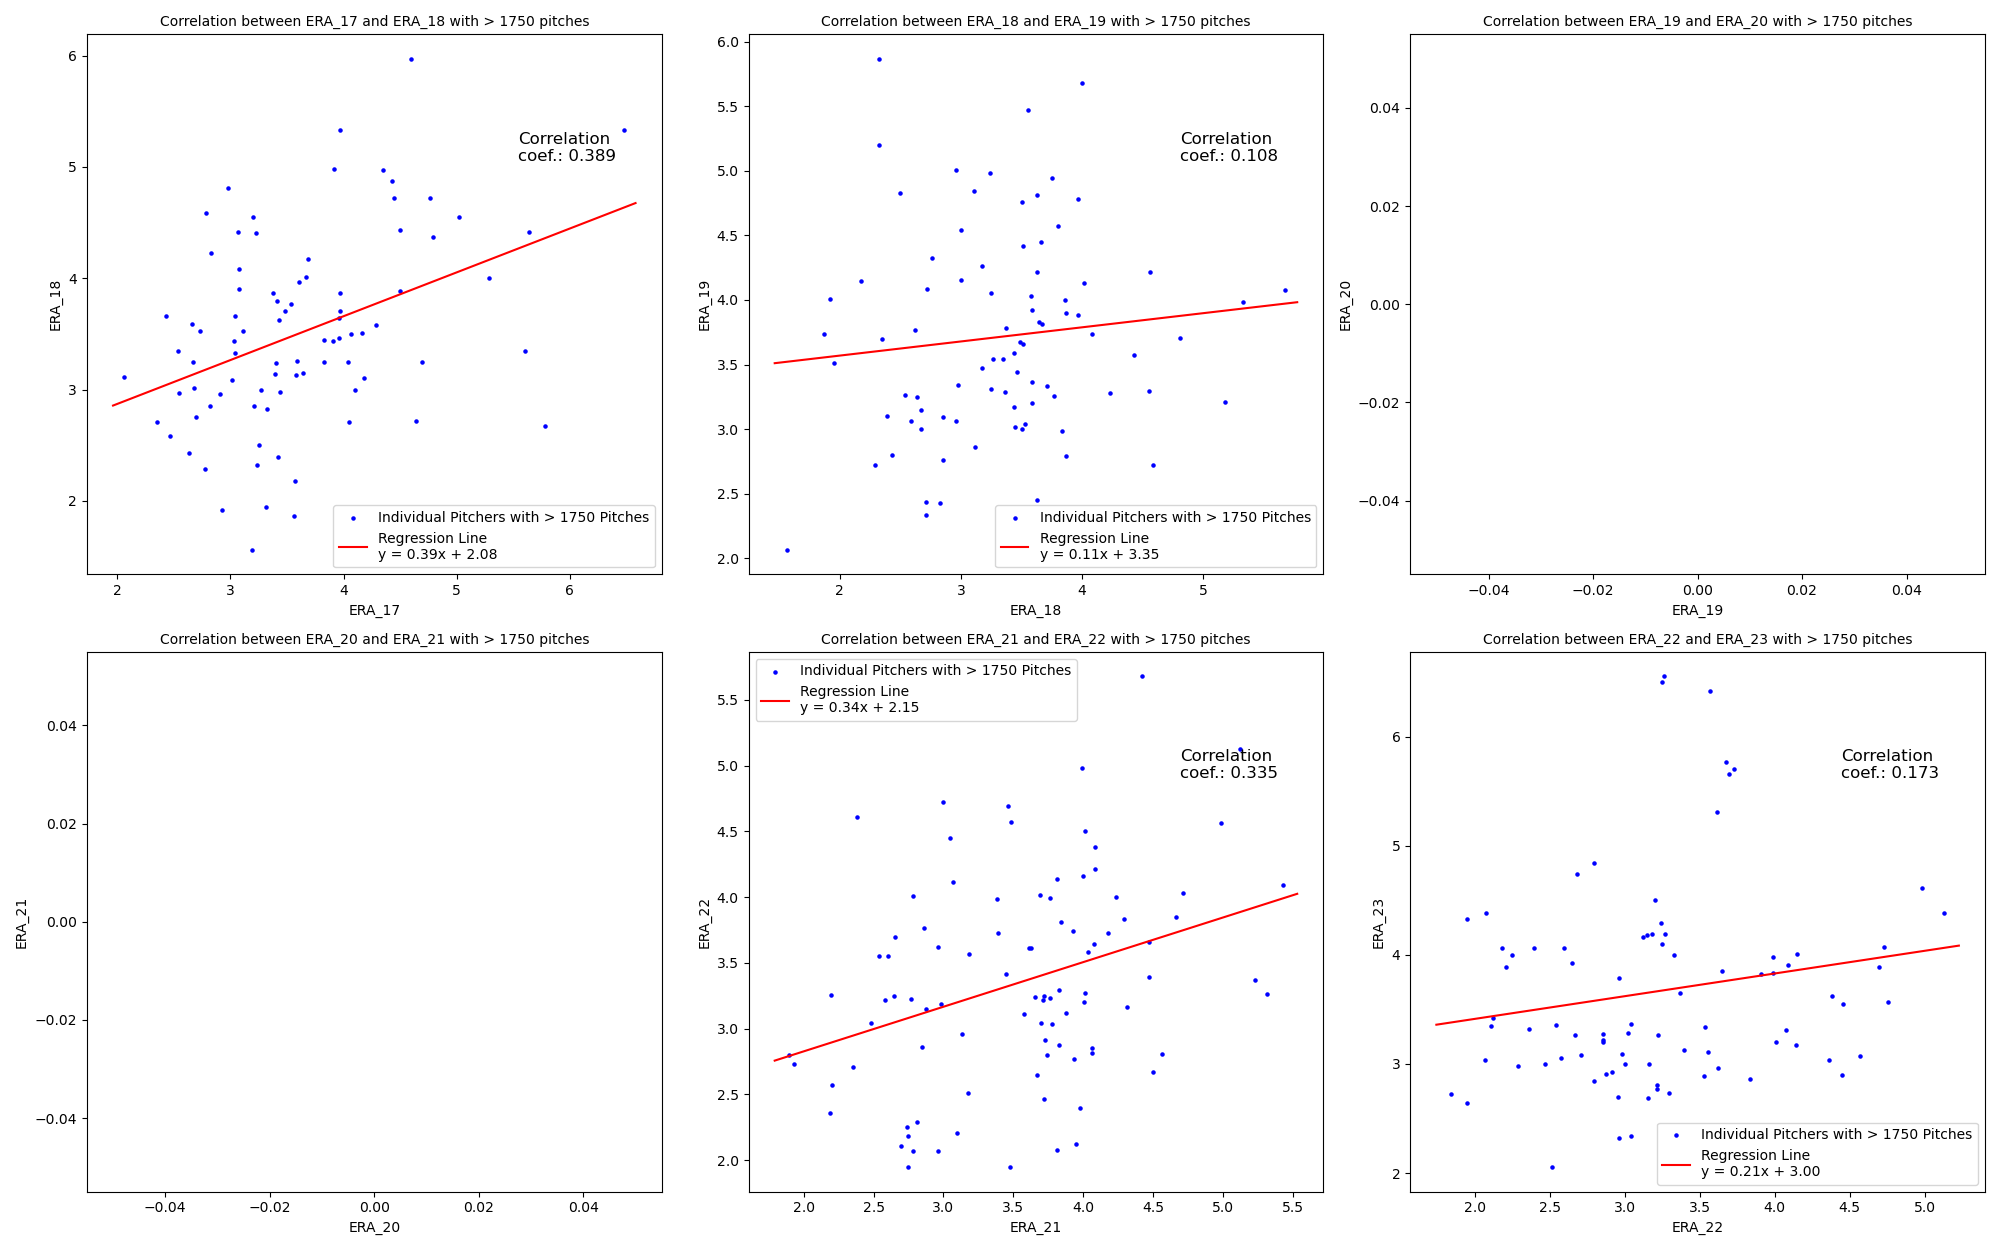 Correlation between ERA_17 and ERA_18 with > 1750 pitches
6
5
4
3
2
ERA_18
Correlation
coef.: 0.389
Individual Pitchers with > 1750 Pitches
Regression Line
y = 0.39x + 2.08
2 3 4 5 6
ERA_17
Correlation between ERA_18 and ERA_19 with > 1750 pitches
6.0
5.5
5.0
4.5
4.0
3.5
3.0
2.5
2.0
ERA_19
Correlation
coef.: 0.108
Individual Pitchers with > 1750 Pitches
Regression Line
y = 0.11x + 3.35
2 3 4 5
ERA_18
Correlation between ERA_19 and ERA_20 with > 1750 pitches
0.04
0.02
0.00
−0.02
−0.04
ERA_20
−0.04 −0.02 0.00 0.02 0.04
ERA_19
Correlation between ERA_20 and ERA_21 with > 1750 pitches
0.04
0.02
0.00
−0.02
−0.04
ERA_21
−0.04 −0.02 0.00 0.02 0.04
ERA_20
Correlation between ERA_21 and ERA_22 with > 1750 pitches
Individual Pitchers with > 1750 Pitches
Regression Line
y = 0.34x + 2.15
5.5
5.0
4.5
4.0
3.5
3.0
2.5
2.0
ERA_22
Correlation
coef.: 0.335
2.0 2.5 3.0 3.5 4.0 4.5 5.0 5.5
ERA_21
Correlation between ERA_22 and ERA_23 with > 1750 pitches
6
5
4
3
2
ERA_23
Correlation
coef.: 0.173
Individual Pitchers with > 1750 Pitches
Regression Line
y = 0.21x + 3.00
2.0 2.5 3.0 3.5 4.0 4.5 5.0
ERA_22